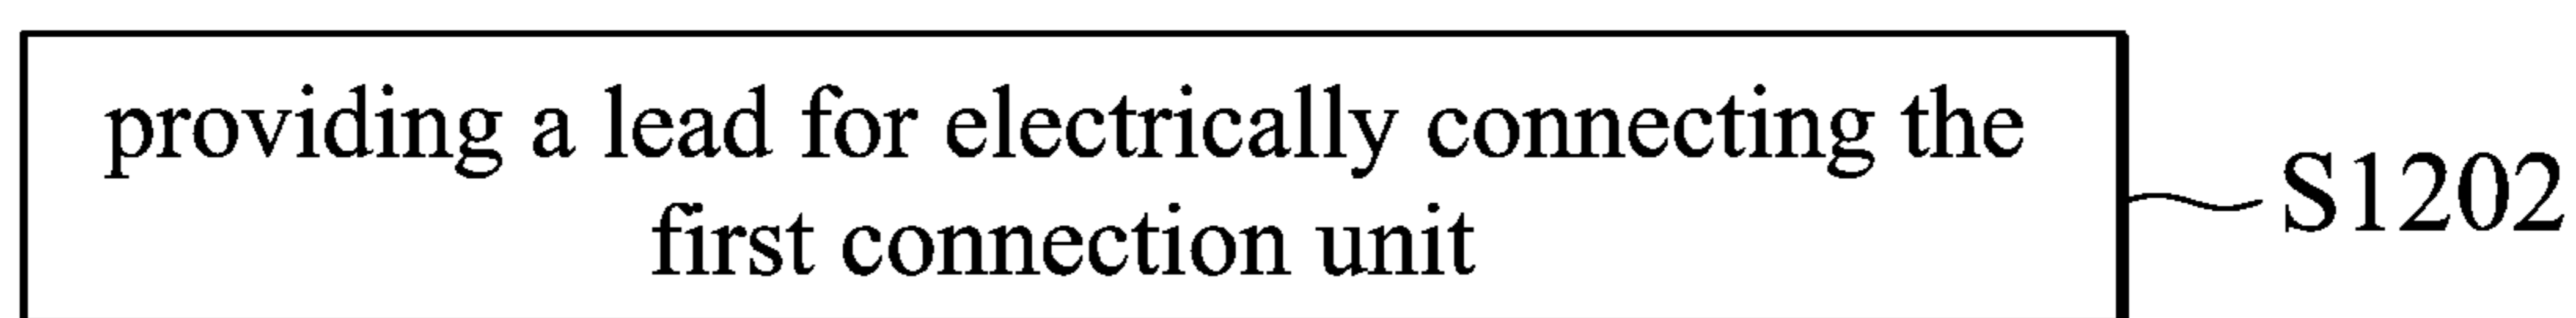 providing a lead for electrically connecting the
first connection unit
S1202